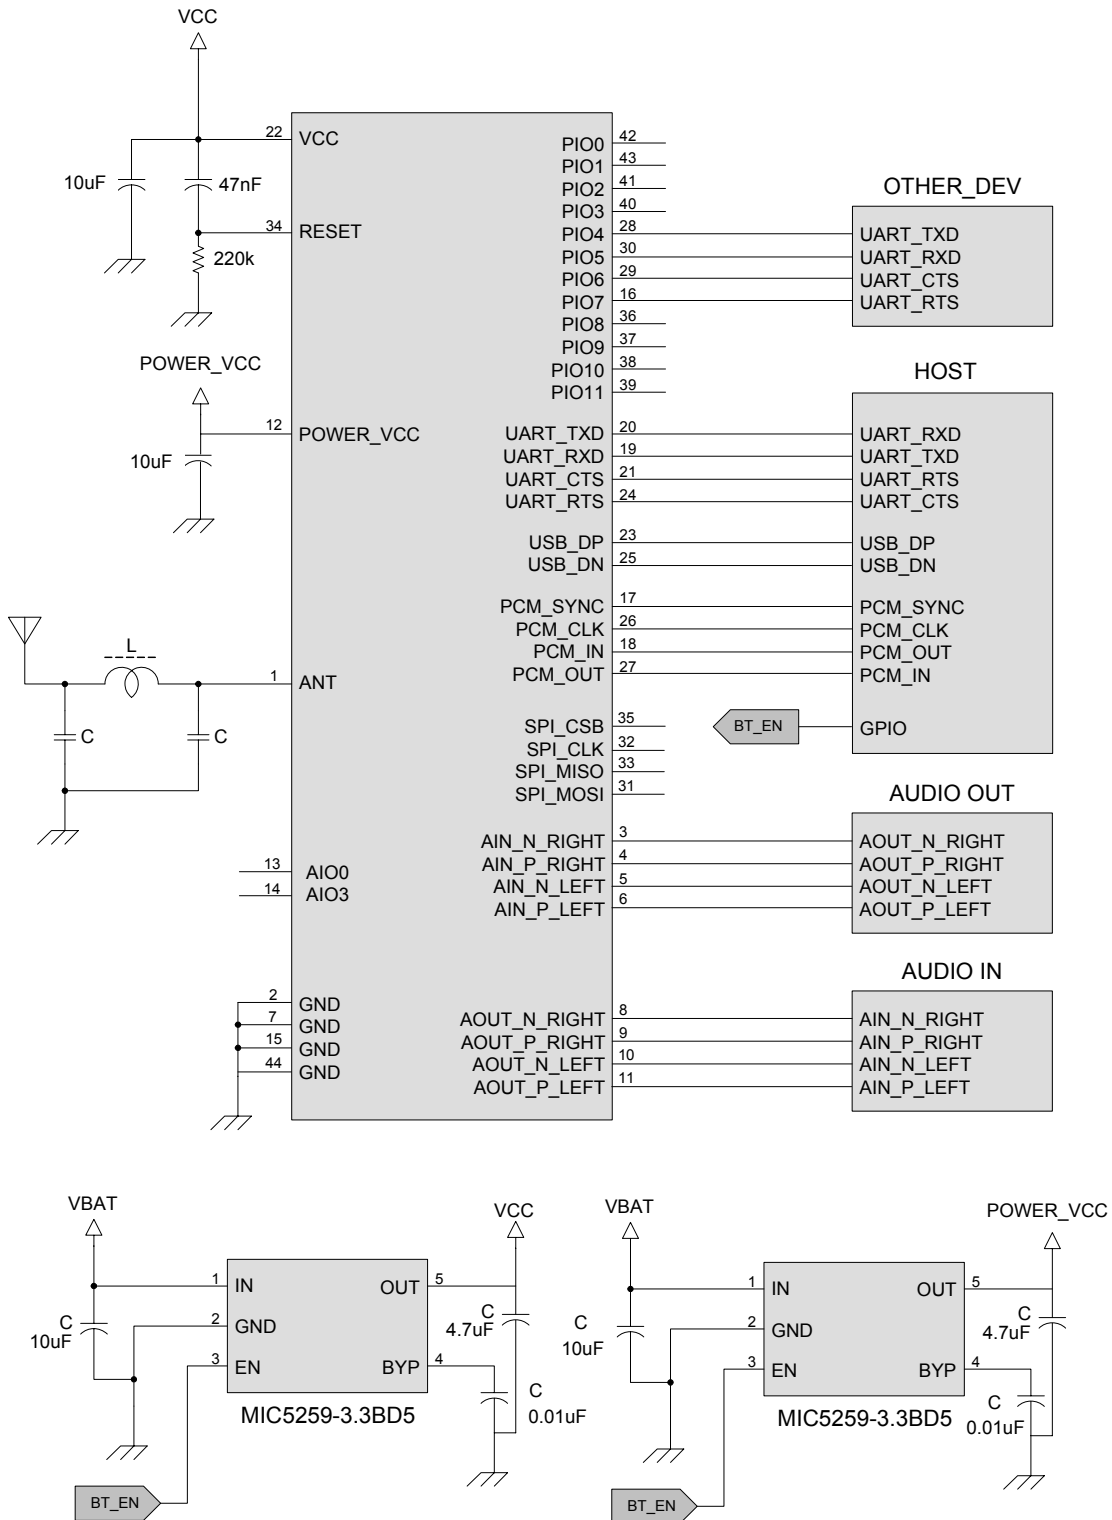 VCC
22 VCC
10uF
47nF
34 RESET
220k
POWER_VCC
12 POWER_VCC
10uF
L
1 ANT
C
C
13 AIO0
14 AIO3
2 GND
7 GND
15 GND
44 GND
PIO0 42
PIO1 43
PIO2 41
PIO3 40
PIO4 28
PIO5 30
PIO6 29
PIO7 16
PIO8 36
PIO9 37
PIO10 38
PIO11 39
UART_TXD 20
UART_RXD 19
UART_CTS 21
UART_RTS 24
USB_DP 23
USB_DN 25
PCM_SYNC 17
PCM_CLK 26
PCM_IN 18
PCM_OUT 27
SPI_CSB 35
SPI_CLK 32
SPI_MISO 33
SPI_MOSI 31
AIN_N_RIGHT 3
AIN_P_RIGHT 4
AIN_N_LEFT 5
AIN_P_LEFT 6
AOUT_N_RIGHT 8
AOUT_P_RIGHT 9
AOUT_N_LEFT 10
AOUT_P_LEFT 11
OTHER_DEV
UART_TXD
UART_RXD
UART_CTS
UART_RTS
HOST
UART_RXD
UART_TXD
UART_RTS
UART_CTS
USB_DP
USB_DN
PCM_SYNC
PCM_CLK
PCM_OUT
PCM_IN
BT_EN
GPIO
AUDIO OUT
AOUT_N_RIGHT
AOUT_P_RIGHT
AOUT_N_LEFT
AOUT_P_LEFT
AUDIO IN
AIN_N_RIGHT
AIN_P_RIGHT
AIN_N_LEFT
AIN_P_LEFT
VBAT
VCC
1 IN
OUT 5
C
10uF
2 GND
C
4.7uF
3 EN
BYP 4
C
0.01uF
MIC5259-3.3BD5
BT_EN
VBAT
POWER_VCC
1 IN
OUT 5
C
10uF
2 GND
C
4.7uF
3 EN
BYP 4
C
0.01uF
MIC5259-3.3BD5
BT_EN